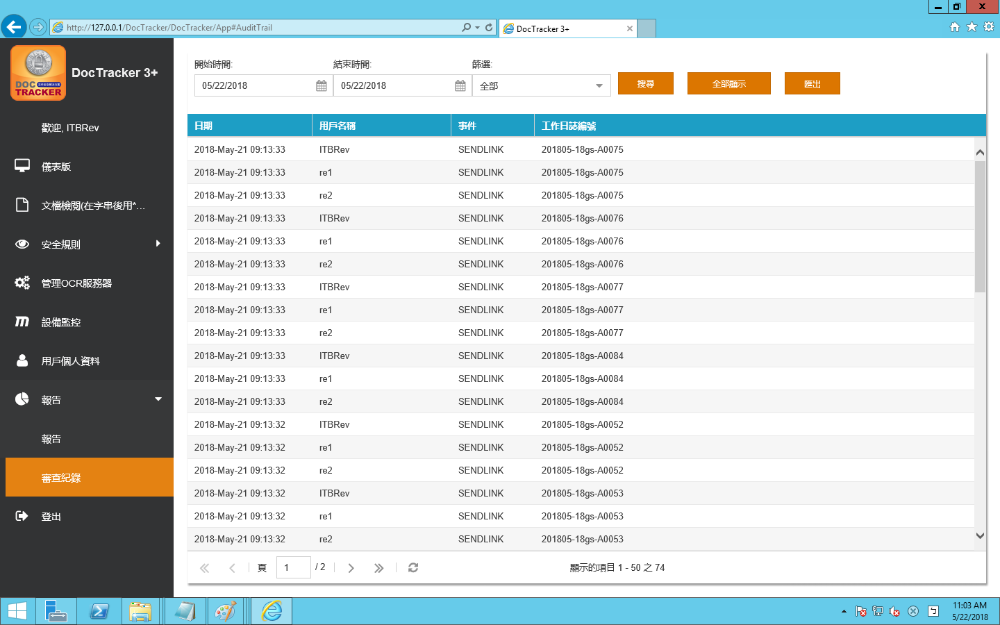 http://127.0.0.1/DocTracker/DocTracker/App#AuditTrail
DocTracker 3+
DOC
TRACKER
DocTracker 3+
歡迎, ITBRev
儀表版
文檔檢閱(在字串後用*...
安全規則
管理OCR服務器
設備監控
用戶個人資料
報告
報告
審查紀錄
登出
開始時間: 結束時間: 篩選:
05/22/2018 05/22/2018 全部 搜尋 全部顯示 匯出
日期 用戶名稱 事件 工作日誌編號
2018-May-21 09:13:33 ITBRev SENDLINK 201805-18gs-A0075
2018-May-21 09:13:33 re1 SENDLINK 201805-18gs-A0075
2018-May-21 09:13:33 re2 SENDLINK 201805-18gs-A0075
2018-May-21 09:13:33 ITBRev SENDLINK 201805-18gs-A0076
2018-May-21 09:13:33 re1 SENDLINK 201805-18gs-A0076
2018-May-21 09:13:33 re2 SENDLINK 201805-18gs-A0076
2018-May-21 09:13:33 ITBRev SENDLINK 201805-18gs-A0077
2018-May-21 09:13:33 re1 SENDLINK 201805-18gs-A0077
2018-May-21 09:13:33 re2 SENDLINK 201805-18gs-A0077
2018-May-21 09:13:33 ITBRev SENDLINK 201805-18gs-A0084
2018-May-21 09:13:33 re1 SENDLINK 201805-18gs-A0084
2018-May-21 09:13:33 re2 SENDLINK 201805-18gs-A0084
2018-May-21 09:13:32 ITBRev SENDLINK 201805-18gs-A0052
2018-May-21 09:13:32 re1 SENDLINK 201805-18gs-A0052
2018-May-21 09:13:32 re2 SENDLINK 201805-18gs-A0052
2018-May-21 09:13:32 ITBRev SENDLINK 201805-18gs-A0053
2018-May-21 09:13:32 re1 SENDLINK 201805-18gs-A0053
2018-May-21 09:13:32 re2 SENDLINK 201805-18gs-A0053
頁 1 / 2 顯示的項目 1 - 50 之 74
11:03 AM
5/22/2018